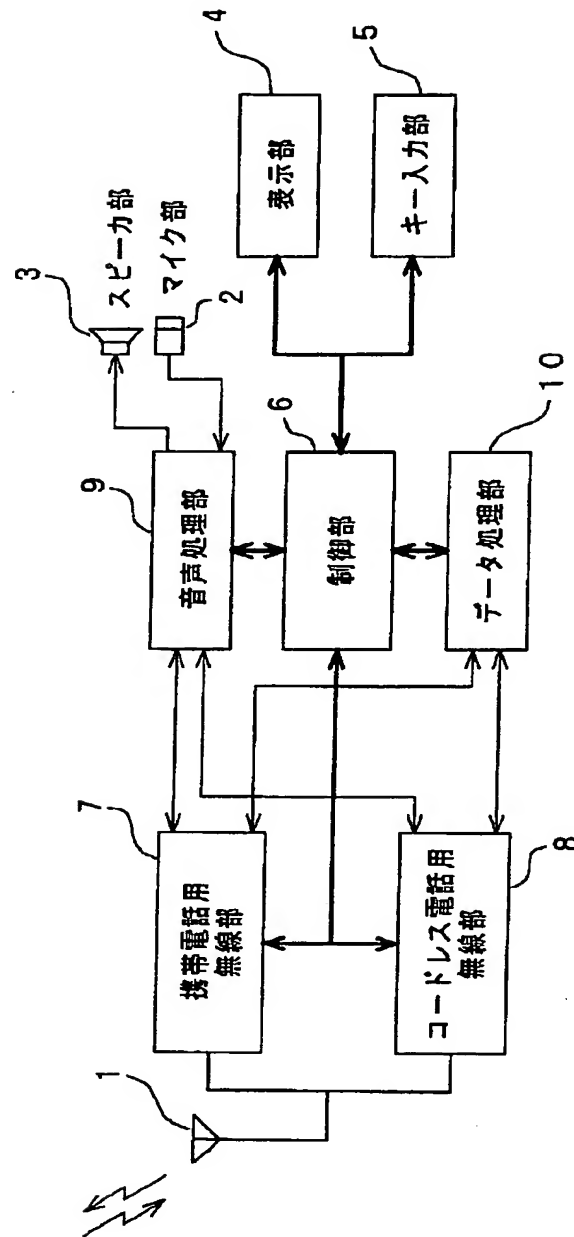 3
スピーカ部
マイク部
2
1
7
携帯電話用
無線部
9
音声処理部
4
表示部
6
制御部
5
キー入力部
コードレス電話用
無線部
8
データ処理部
10